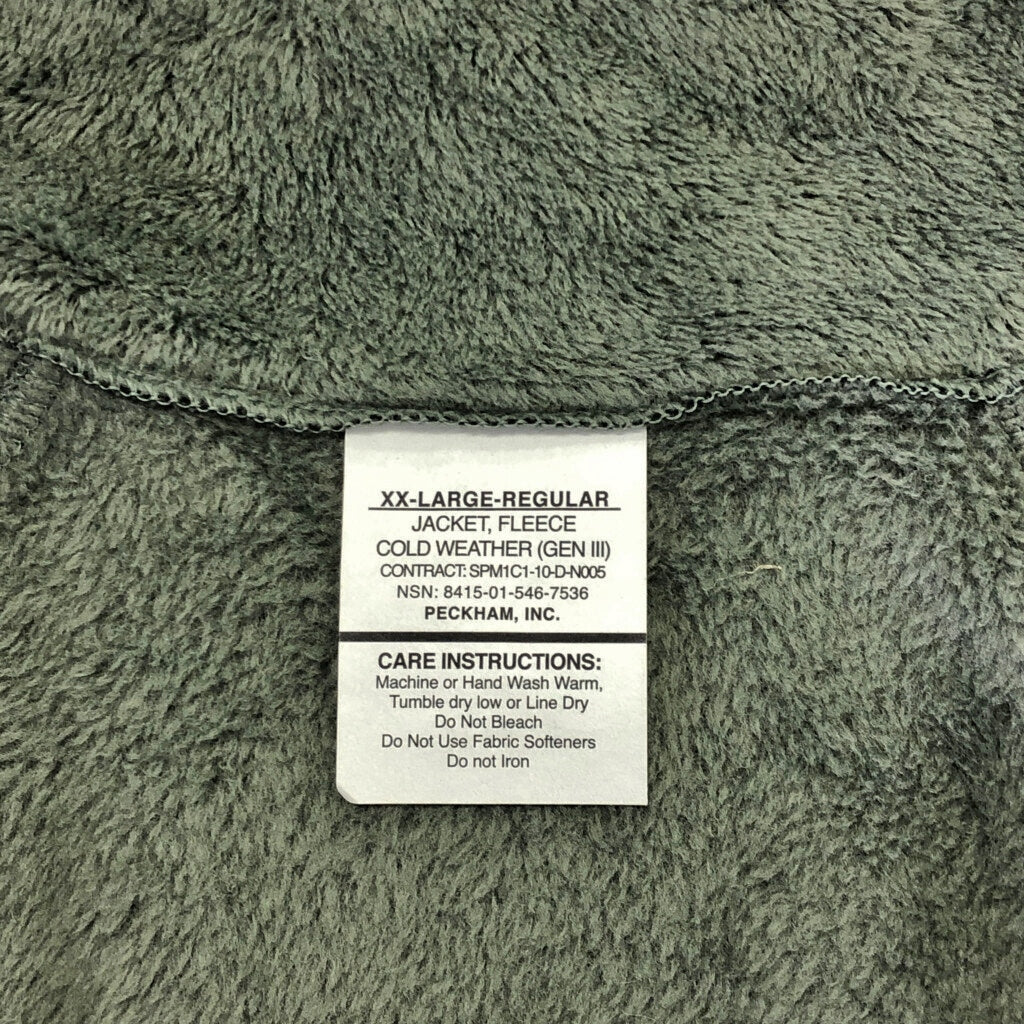 XX-LARGE-REGULAR
JACKET, FLEECE
COLD WEATHER (GEN III)
CONTRACT: SPM1C1-10-D-N005
NSN: 8415-01-546-7536
PECKHAM, INC.
CARE INSTRUCTIONS:
Machine or Hand Wash Warm,
Tumble dry low or Line Dry
Do Not Bleach
Do Not Use Fabric Softeners
Do not Iron